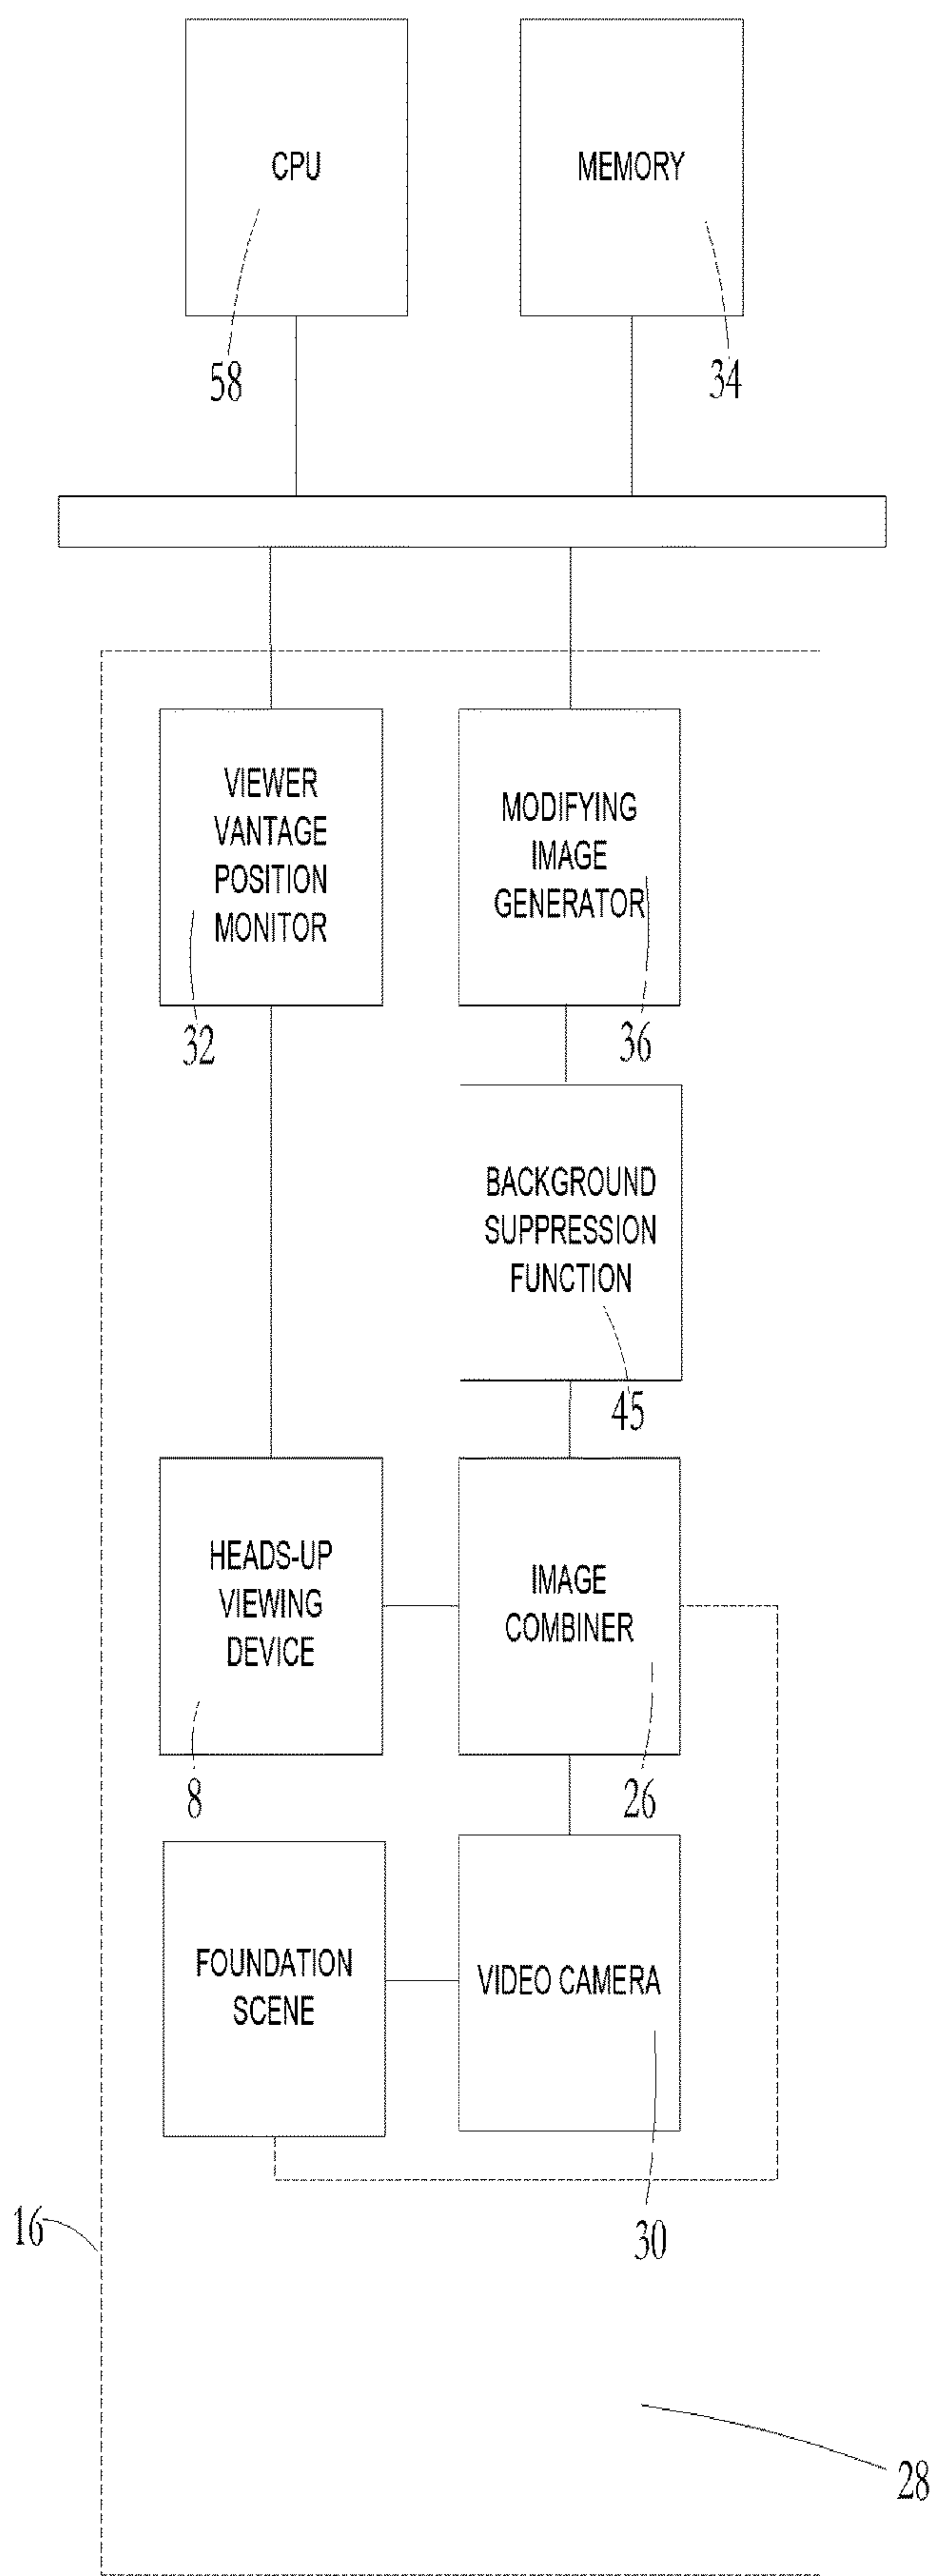 CPU
MEMORY
58
34
VIEWER
VANTAGE
POSITION
MONITOR
32
MODIFYING
IMAGE
GENERATOR
36
BACKGROUND
SUPPRESSION
FUNCTION
45
HEADS-UP
VIEWING
DEVICE
8
IMAGE
COMBINER
26
FOUNDATION
SCENE
VIDEO CAMERA
30
16
28